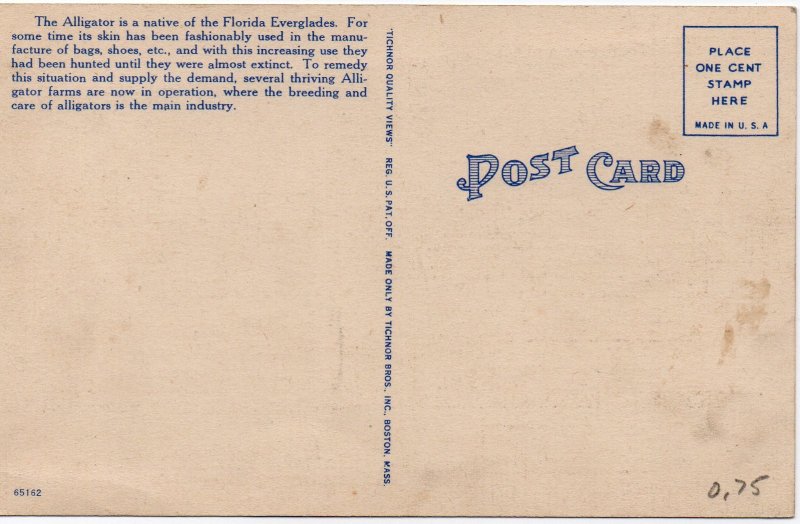 The Alligator is a native of the Florida Everglades. For
some time its skin has been fashionably used in the manu-
facture of bags, shoes, etc., and with this increasing use they
had been hunted until they were almost extinct. To remedy
this situation and supply the demand, several thriving Alli-
gator farms are now in operation, where the breeding and
care of alligators is the main industry.
65162
"TICHNOR QUALITY VIEWS" REG. U. S. PAT. OFF. MADE ONLY BY TICHNOR BROS., INC., BOSTON, MASS.
PLACE
ONE CENT
STAMP
HERE
MADE IN U. S. A
POST CARD
0,75